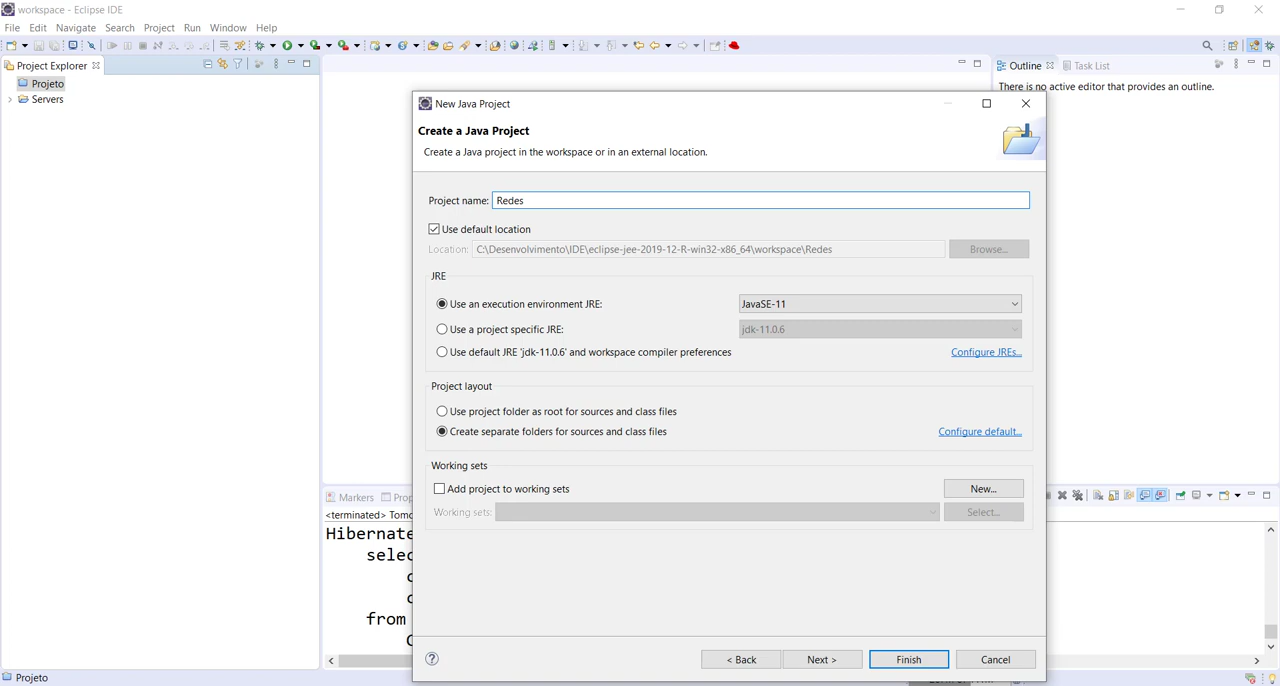 workspace - Eclipse IDE
File Edit Navigate Search Project Run Window Help
Project Explorer
Projeto
Servers
Outline Task List
There is no active editor that provides an outline.
New Java Project
Create a Java Project
Create a Java project in the workspace or in an external location.
Project name: Redes
Use default location
Location: C:\Desenvolvimento\IDE\eclipse-jee-2019-12-R-win32-x86_64\workspace\Redes Browse...
JRE
Use an execution environment JRE: JavaSE-11
Use a project specific JRE: jdk-11.0.6
Use default JRE 'jdk-11.0.6' and workspace compiler preferences Configure JREs...
Project layout
Use project folder as root for sources and class files
Create separate folders for sources and class files Configure default...
Working sets
Add project to working sets New...
Working sets: Select...
Markers Prop
<terminated> Tomc
Hibernate
selec
from
? < Back Next > Finish Cancel
Projeto